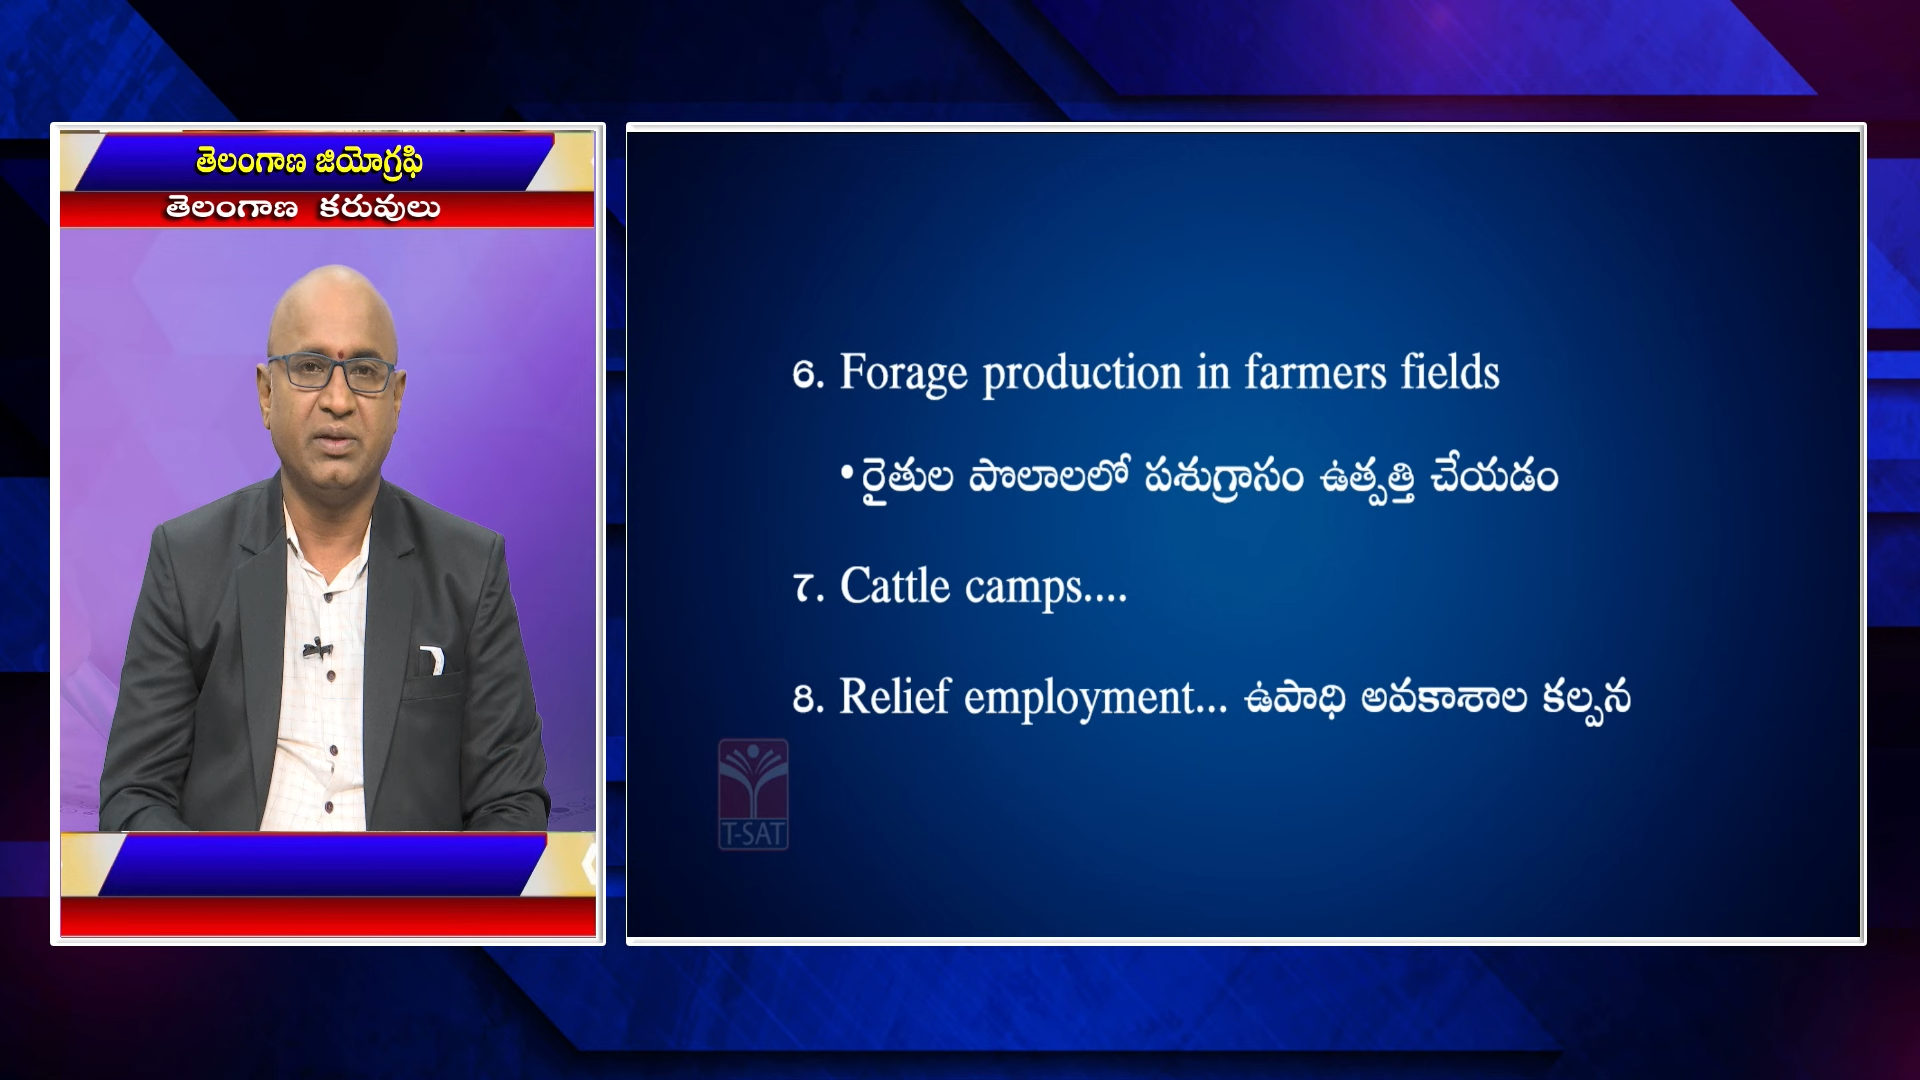 తెలంగాణ జియోగ్రఫి
తెలంగాణ కరువులు
6. Forage production in farmers fields
• రైతుల పొలాలలో పశుగ్రాసం ఉత్పత్తి చేయడం
7. Cattle camps....
8. Relief employment... ఉపాధి అవకాశాల కల్పన
T-SAT